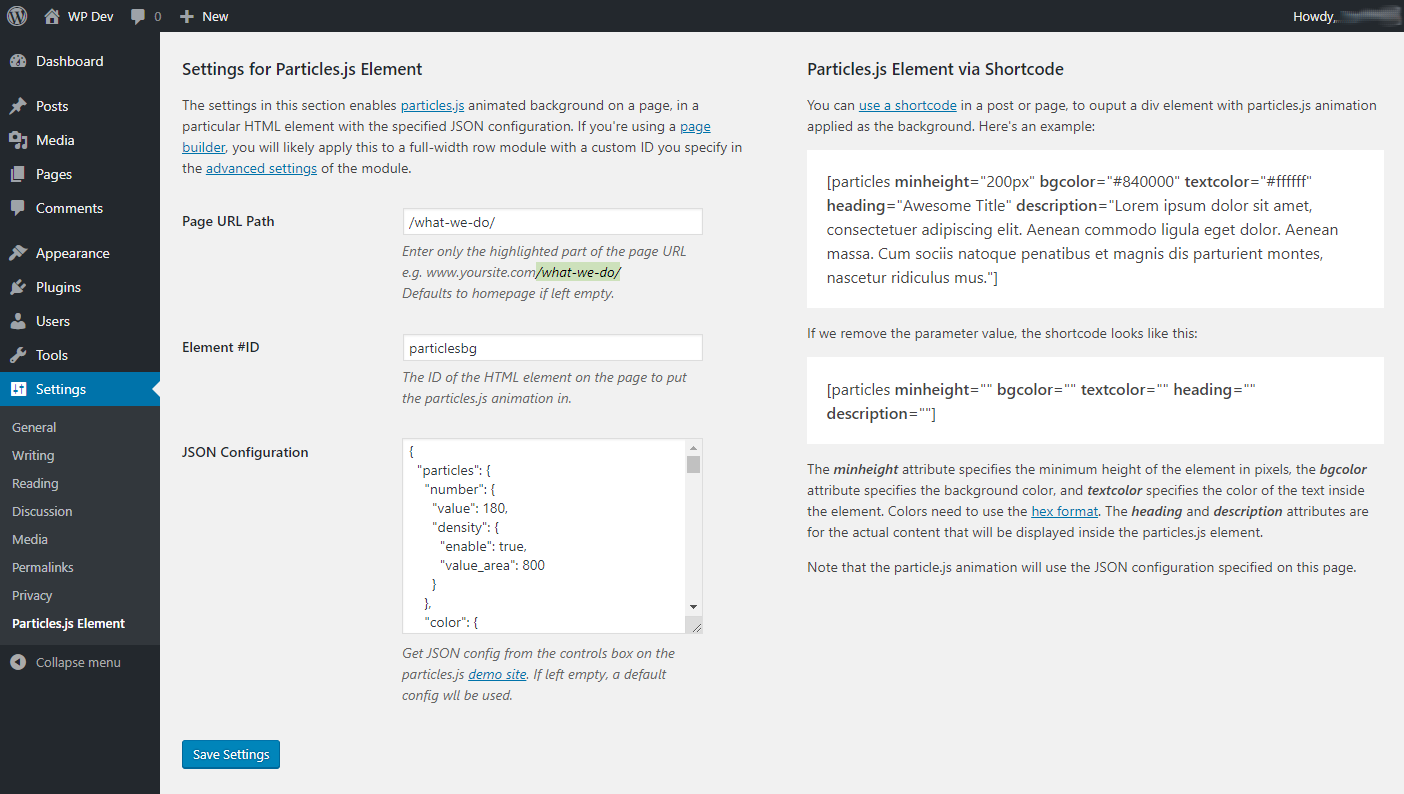 WP Dev 0 New
Howdy,
Dashboard
Posts
Media
Pages
Comments
Appearance
Plugins
Users
Tools
Settings
General
Writing
Reading
Discussion
Media
Permalinks
Privacy
Particles.js Element
Collapse menu
Settings for Particles.js Element
The settings in this section enables particles.js animated background on a page, in a
particular HTML element with the specified JSON configuration. If you're using a page
builder, you will likely apply this to a full-width row module with a custom ID you specify in
the advanced settings of the module.
Page URL Path
/what-we-do/
Enter only the highlighted part of the page URL
e.g. www.yoursite.com/what-we-do/
Defaults to homepage if left empty.
Element #ID
particlesbg
The ID of the HTML element on the page to put
the particles.js animation in.
JSON Configuration
{
"particles": {
"number": {
"value": 180,
"density": {
"enable": true,
"value_area": 800
}
},
"color": {
Get JSON config from the controls box on the
particles.js demo site. If left empty, a default
config wll be used.
Save Settings
Particles.js Element via Shortcode
You can use a shortcode in a post or page, to ouput a div element with particles.js animation
applied as the background. Here's an example:
[particles minheight="200px" bgcolor="#840000" textcolor="#ffffff"
heading="Awesome Title" description="Lorem ipsum dolor sit amet,
consectetuer adipiscing elit. Aenean commodo ligula eget dolor. Aenean
massa. Cum sociis natoque penatibus et magnis dis parturient montes,
nascetur ridiculus mus."]
If we remove the parameter value, the shortcode looks like this:
[particles minheight="" bgcolor="" textcolor="" heading=""
description=""]
The minheight attribute specifies the minimum height of the element in pixels, the bgcolor
attribute specifies the background color, and textcolor specifies the color of the text inside
the element. Colors need to use the hex format. The heading and description attributes are
for the actual content that will be displayed inside the particles.js element.
Note that the particle.js animation will use the JSON configuration specified on this page.